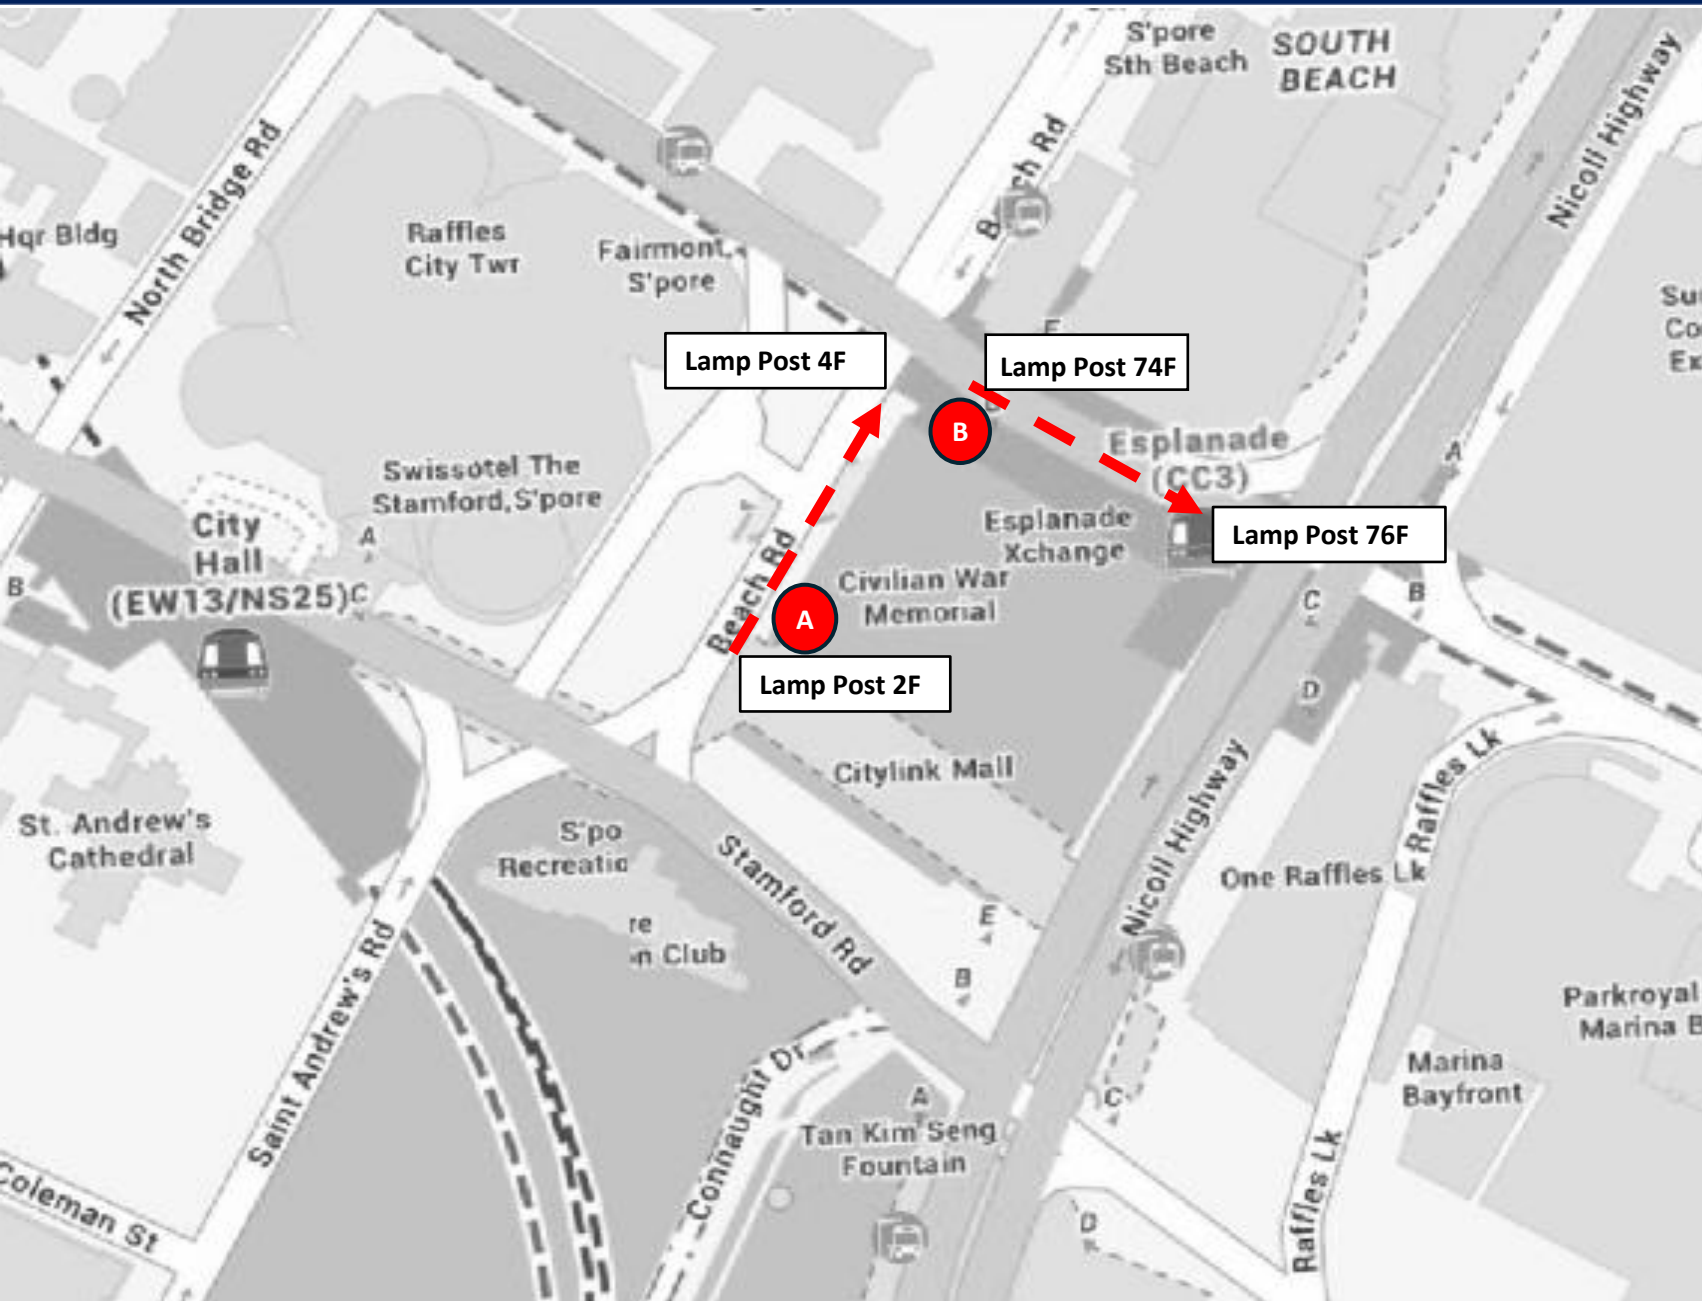 S'pore
Sth Beach
SOUTH
BEACH
Nicoll Highway
North Bridge Rd
Hqr Bldg
Raffles
City Twr
Fairmont,
S'pore
Lamp Post 4F
Lamp Post 74F
B
Esplanade
(CC3)
A
Swissotel The
Stamford,S'pore
City
Hall
(EW13/NS25)
A
C
B
Esplanade
Xchange
Lamp Post 76F
Beach Rd
Civilian War
Memorial
A
Lamp Post 2F
C
B
D
Citylink Mall
St. Andrew's
Cathedral
S'po
Recreatio
re
n Club
Stamford Rd
Nicoll Highway
Raffles Lk
One Raffles Lk
E
B
Saint Andrew's Rd
Connaught Dr
Parkroyal
Marina B
Marina
Bayfront
A
C
Tan Kim Seng
Fountain
Coleman St
D
Raffles Lk